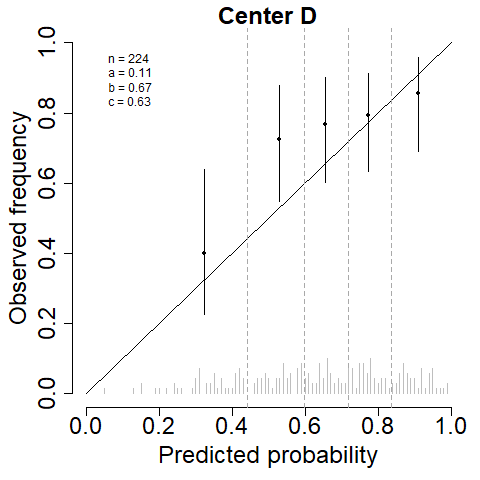 Center D
n = 224
a = 0.11
b = 0.67
c = 0.63
Observed frequency
1.0
0.8
0.6
0.4
0.2
0.0
0.0 0.2 0.4 0.6 0.8 1.0
Predicted probability